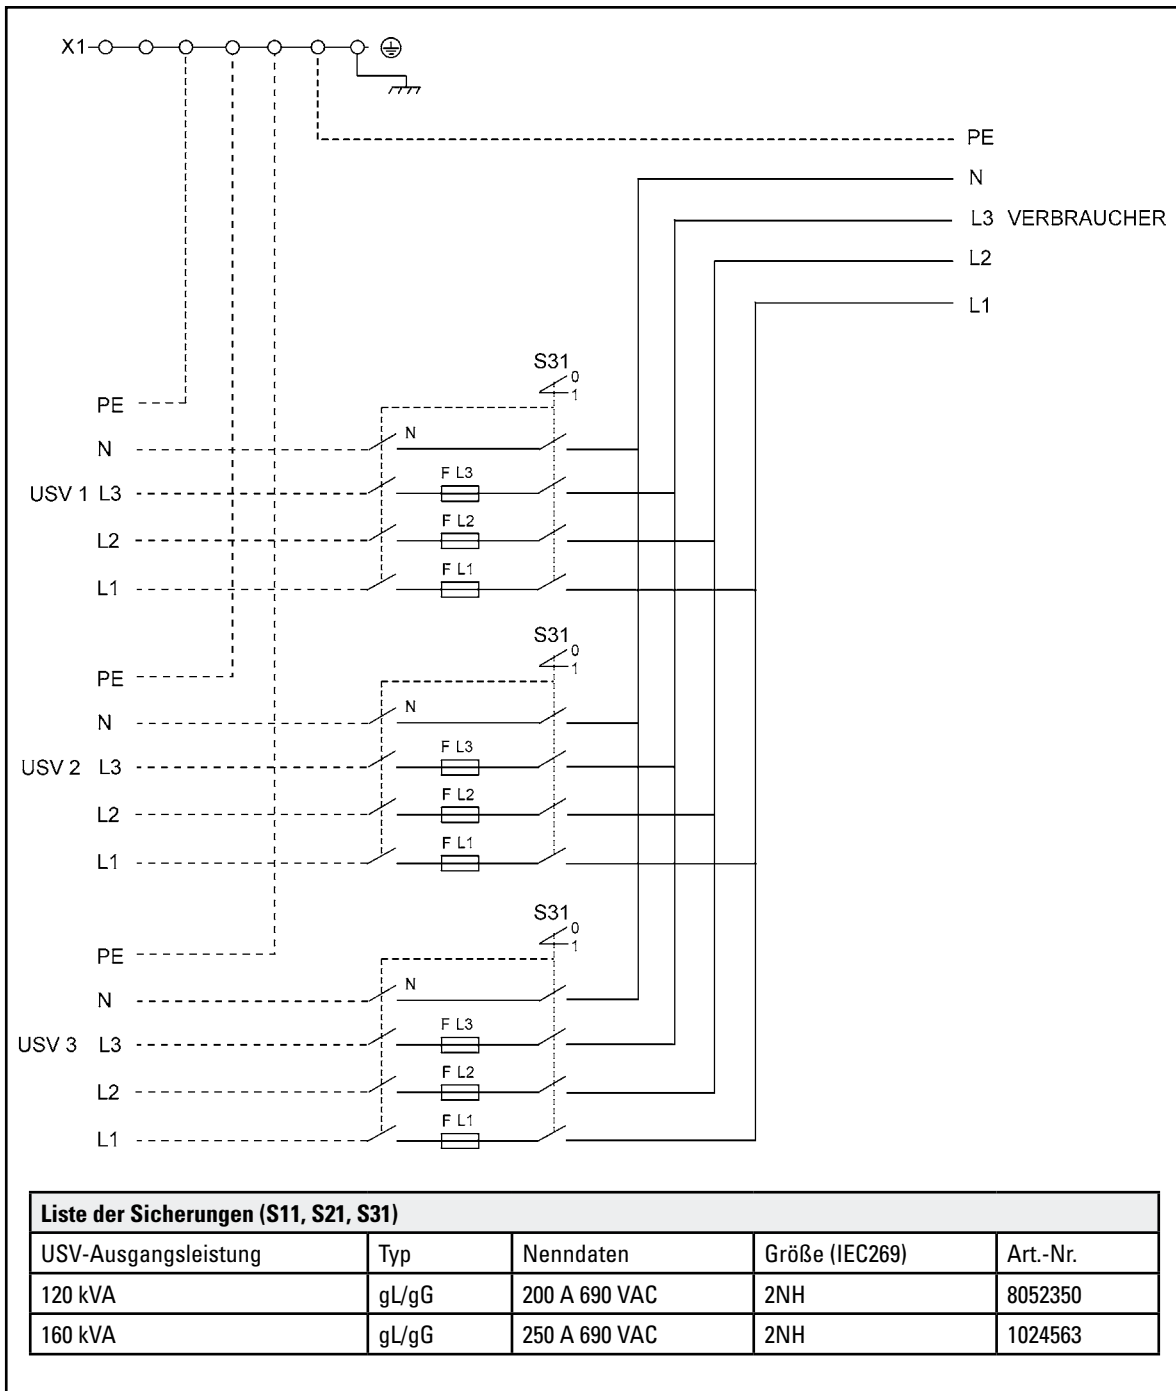 X1
PE
N
L3 VERBRAUCHER
L2
L1
S31
0
1
PE
N
N
F L3
USV 1 L3
F L2
L2
F L1
L1
S31
0
1
PE
N
N
F L3
USV 2 L3
F L2
L2
F L1
L1
S31
0
1
PE
N
N
F L3
USV 3 L3
F L2
L2
F L1
L1
Liste der Sicherungen (S11, S21, S31)
USV-Ausgangsleistung Typ Nenndaten Größe (IEC269) Art.-Nr.
120 kVA gL/gG 200 A 690 VAC 2NH 8052350
160 kVA gL/gG 250 A 690 VAC 2NH 1024563